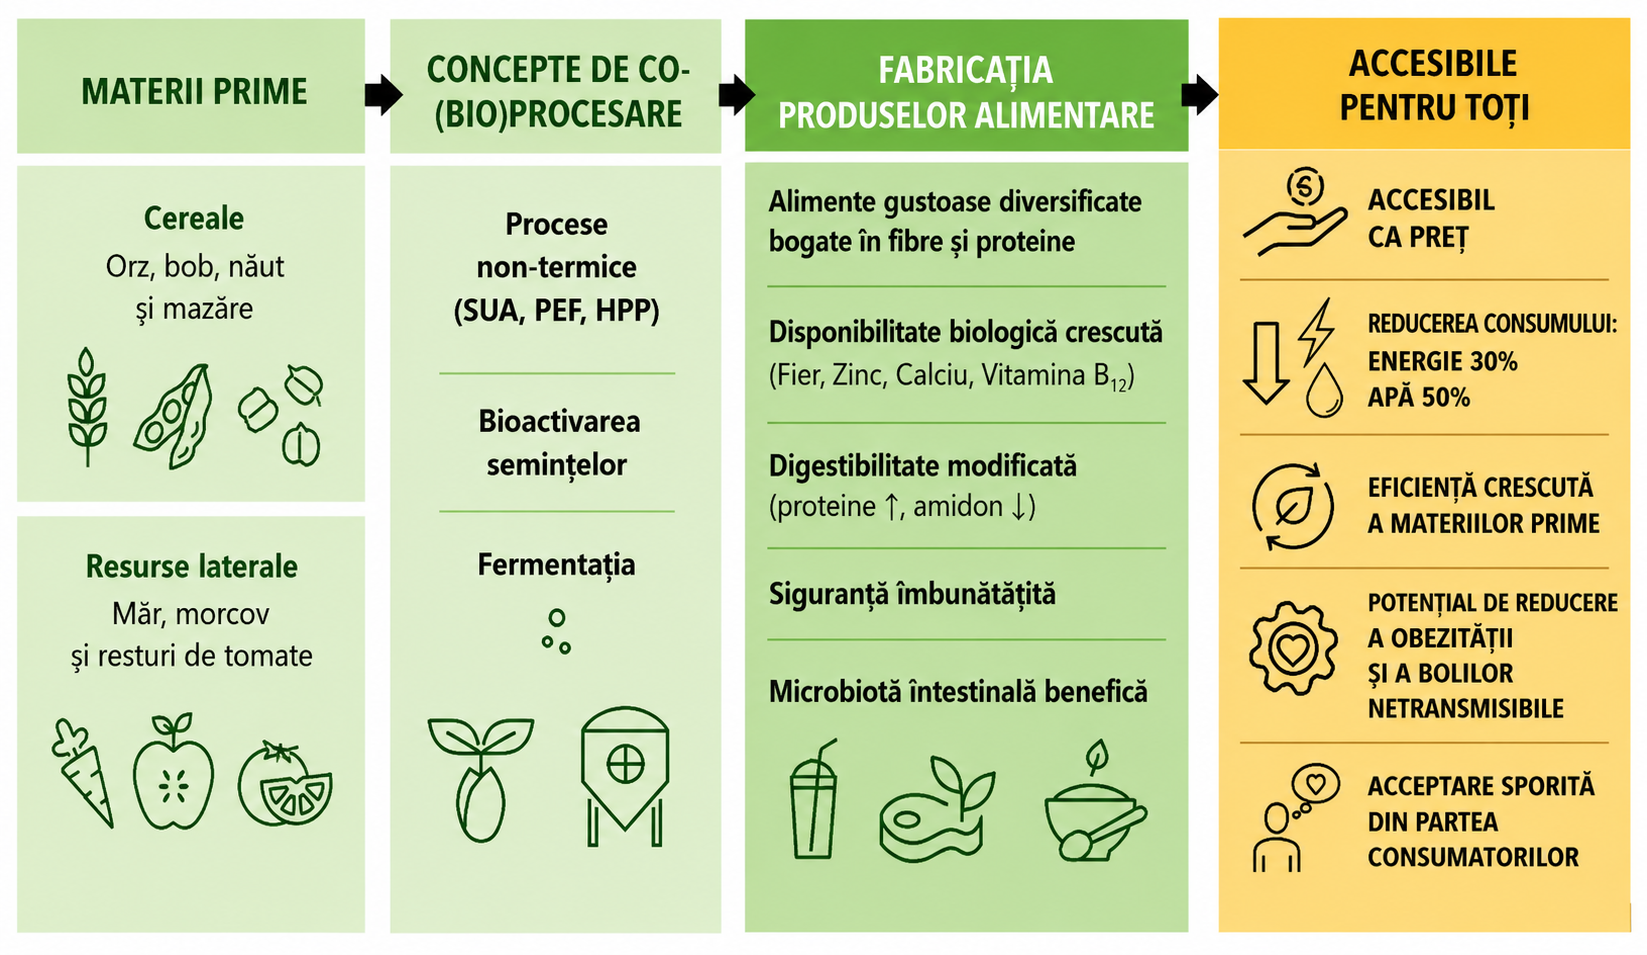 MATERII PRIME
CONCEPTE DE CO-
(BIO)PROCESARE
FABRICAȚIA
PRODUSELOR ALIMENTARE
ACCESIBILE
PENTRU TOȚI
Cereale
Orz, bob, năut
și mazăre
Resurse laterale
Măr, morcov
și resturi de tomate
Procese
non-termice
(SUA, PEF, HPP)
Bioactivarea
semințelor
Fermentația
Alimente gustoase diversificate
bogate în fibre și proteine
Disponibilitate biologică crescută
(Fier, Zinc, Calciu, Vitamina B₁₂)
Digestibilitate modificată
(proteine ↑, amidon ↓)
Siguranță îmbunătățită
Microbiotă întestinală benefică
ACCESIBIL
CA PREȚ
REDUCEREA CONSUMULUI:
ENERGIE 30%
APĂ 50%
EFICIENȚĂ CRESCUTĂ
A MATERIILOR PRIME
POTENȚIAL DE REDUCERE
A OBEZITĂȚII
ȘI A BOLILOR
NETRANSMISIBILE
ACCEPTARE SPORITĂ
DIN PARTEA
CONSUMATORILOR